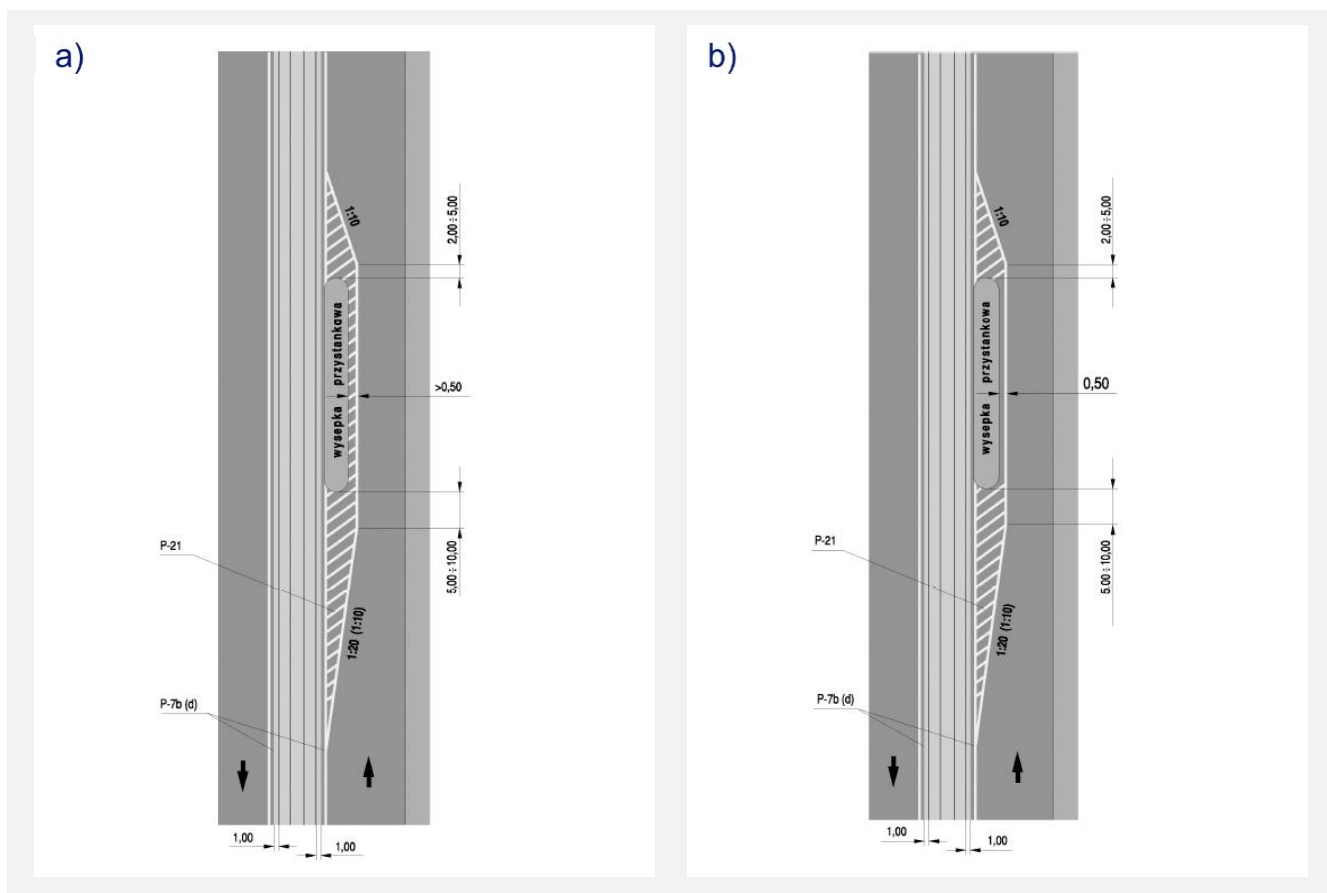 a)
1:10
2,00÷5,00
wysepka przystankowa
>0,50
5,00÷10,00
P-21
1:20 (1:10)
P-7b (d)
1,00
1,00
b)
1:10
2,00÷5,00
wysepka przystankowa
0,50
5.00÷10,00
P-21
1:20 (1:10)
P-7b (d)
1,00
1,00